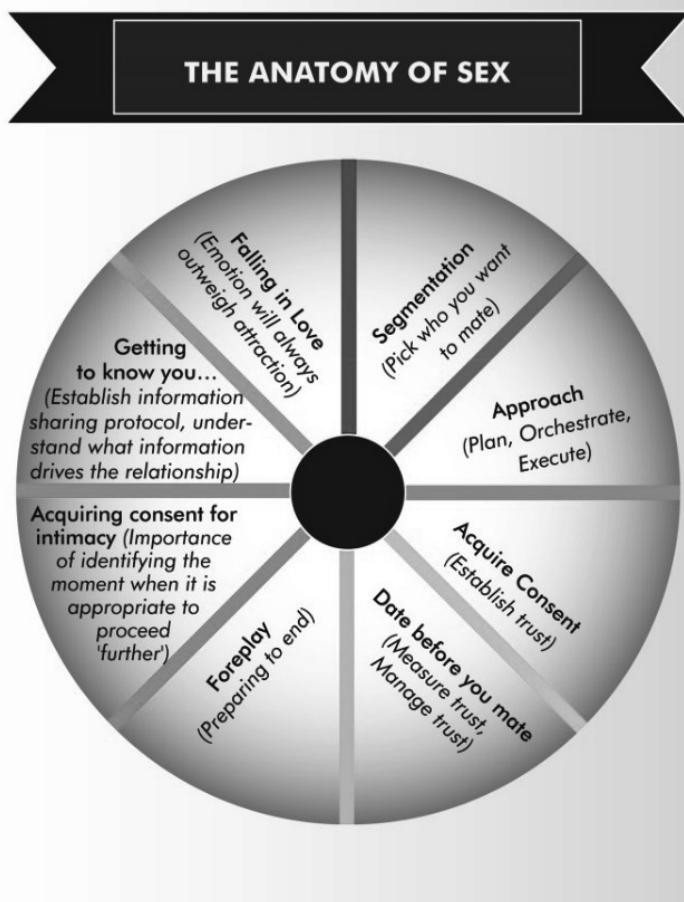 THE ANATOMY OF SEX
Segmentation
(Pick who you want
to mate)
Approach
(Plan, Orchestrate,
Execute)
Acquire Consent
(Establish trust)
Date before you mate
(Measure trust,
Manage trust)
Foreplay
(Preparing to end)
Acquiring consent for
intimacy (Importance
of identifying the
moment when it is
appropriate to
proceed
'further')
Getting
to know you...
(Establish information
sharing protocol, under-
stand what information
drives the relationship)
Falling in Love
(Emotion will always
outweigh attraction)